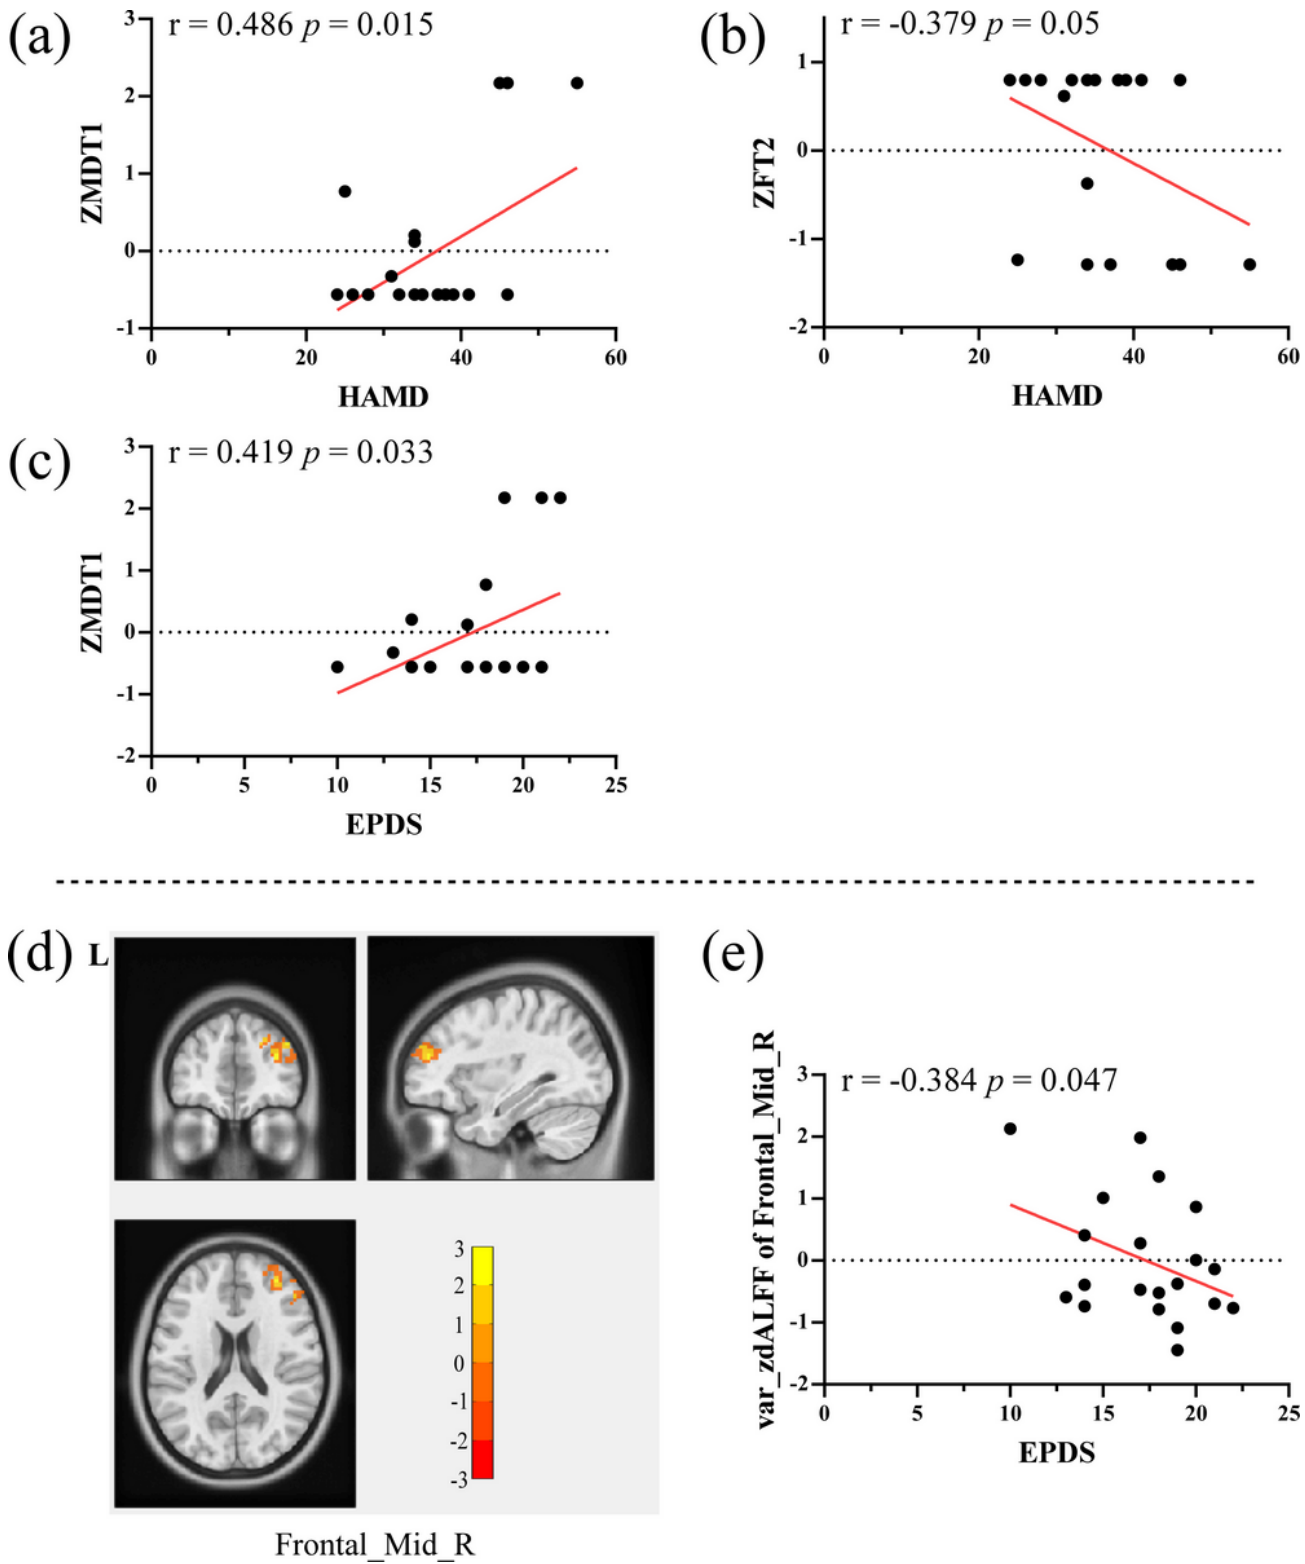 (a)
r = 0.486 p = 0.015
3
2
1
0
-1
ZMDT1
0
20
40
60
HAMD
(b)
r = -0.379 p = 0.05
1
0
-1
-2
ZFT2
0
20
40
60
HAMD
(c)
r = 0.419 p = 0.033
3
2
1
0
-1
-2
ZMDT1
0
5
10
15
20
25
EPDS
(d)
L
3
2
1
0
-1
-2
-3
Frontal_Mid_R
(e)
r = -0.384 p = 0.047
3
2
1
0
-1
-2
var_zdALFF of Frontal_Mid_R
0
5
10
15
20
25
EPDS